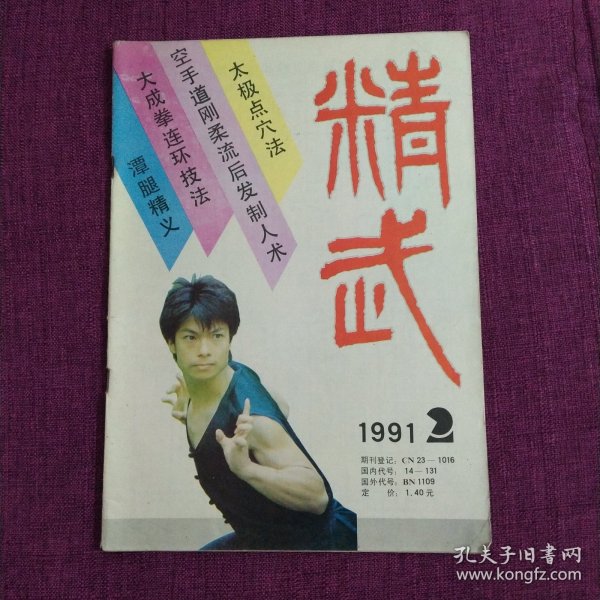 精武
太极点穴法
空手道刚柔流后发制人术
大成拳连环技法
潭腿精义
1991 2
期刊登记：CN 23—1016
国内代号：14—131
国外代号：BN 1109
定 价：1.40元
孔夫子旧书网
www.kongfz.com